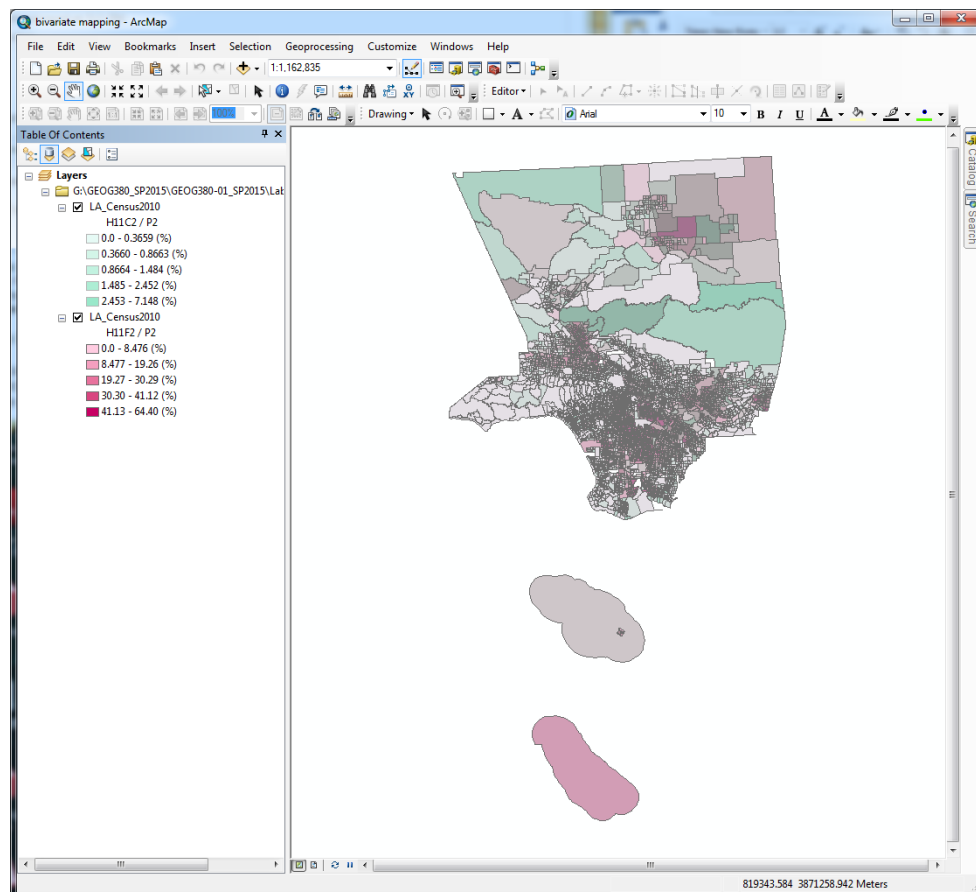 bivariate mapping - ArcMap
File Edit View Bookmarks Insert Selection Geoprocessing Customize Windows Help
1:1,162,835
Editor
100%
Drawing Arial 10 B I U A
Table Of Contents
Layers
G:\GEOG380_SP2015\GEOG380-01_SP2015\Lab
LA_Census2010
H11C2 / P2
0.0 - 0.3659 (%)
0.3660 - 0.8663 (%)
0.8664 - 1.484 (%)
1.485 - 2.452 (%)
2.453 - 7.148 (%)
LA_Census2010
H11F2 / P2
0.0 - 8.476 (%)
8.477 - 19.26 (%)
19.27 - 30.29 (%)
30.30 - 41.12 (%)
41.13 - 64.40 (%)
Catalog
Search
819343.584 3871258.942 Meters